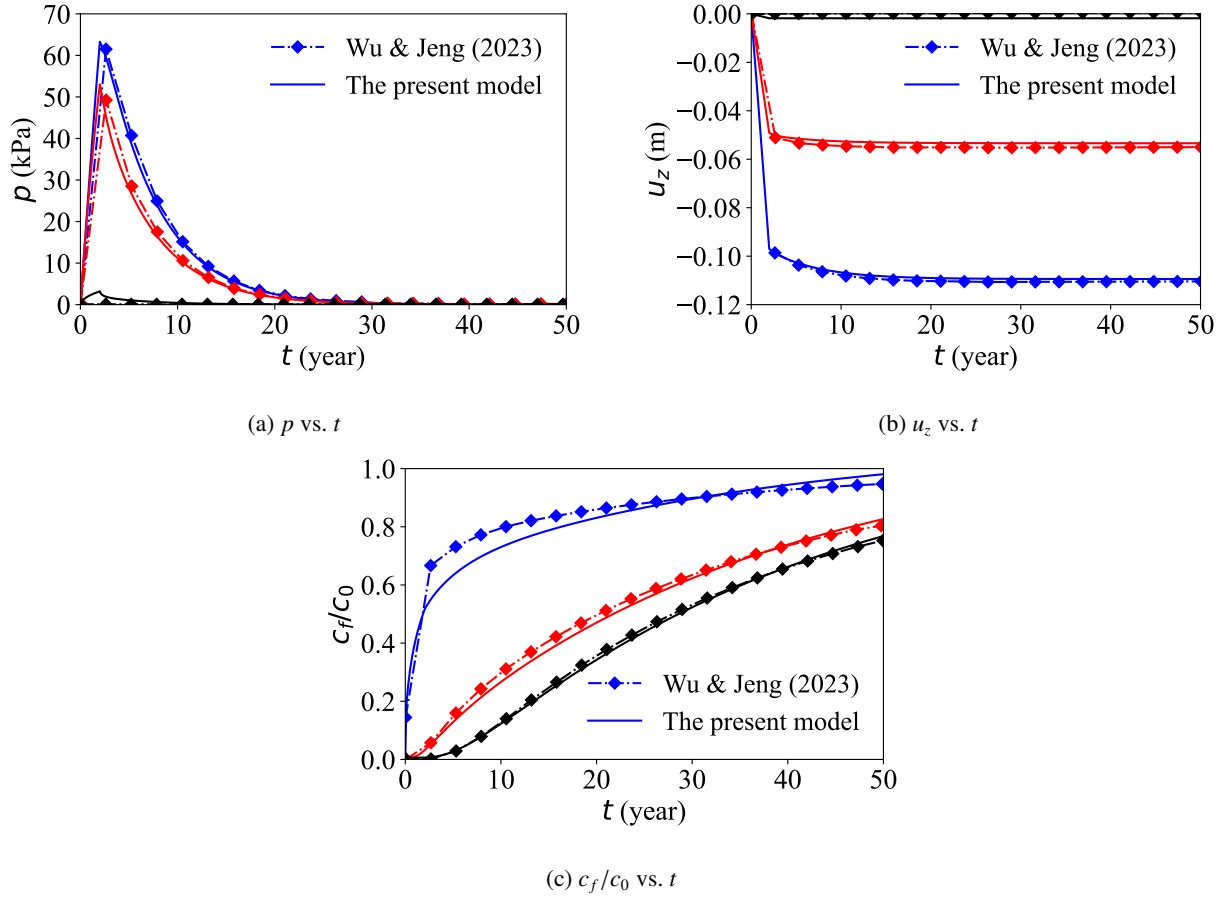 70
60
50
40
30
20
10
0
p (kPa)
Wu & Jeng (2023)
The present model
0 10 20 30 40 50
t (year)
(a) p vs. t
0.00
−0.02
−0.04
−0.06
−0.08
−0.10
−0.12
u_z (m)
Wu & Jeng (2023)
The present model
0 10 20 30 40 50
t (year)
(b) u_z vs. t
1.0
0.8
0.6
0.4
0.2
0.0
c_f/c_0
Wu & Jeng (2023)
The present model
0 10 20 30 40 50
t (year)
(c) c_f/c_0 vs. t